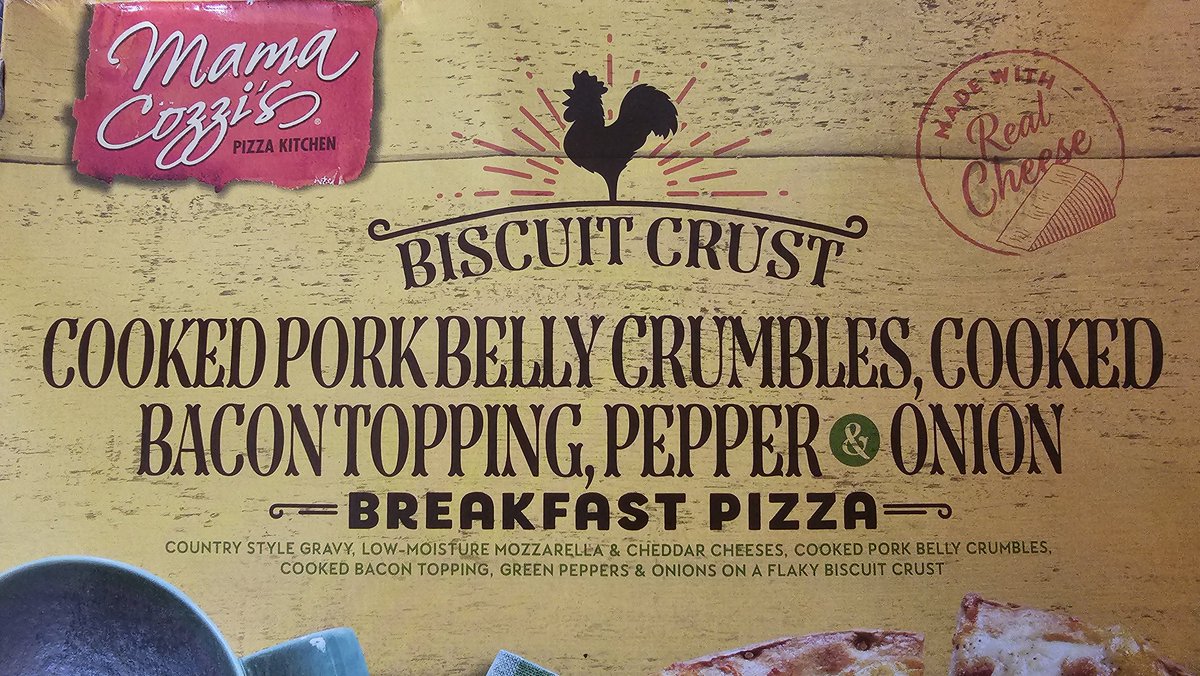 Mama
Cozzi's®
PIZZA KITCHEN
MADE WITH
Real
Cheese
BISCUIT CRUST
COOKED PORK BELLY CRUMBLES, COOKED
BACON TOPPING, PEPPER & ONION
BREAKFAST PIZZA
COUNTRY STYLE GRAVY, LOW-MOISTURE MOZZARELLA & CHEDDAR CHEESES, COOKED PORK BELLY CRUMBLES,
COOKED BACON TOPPING, GREEN PEPPERS & ONIONS ON A FLAKY BISCUIT CRUST